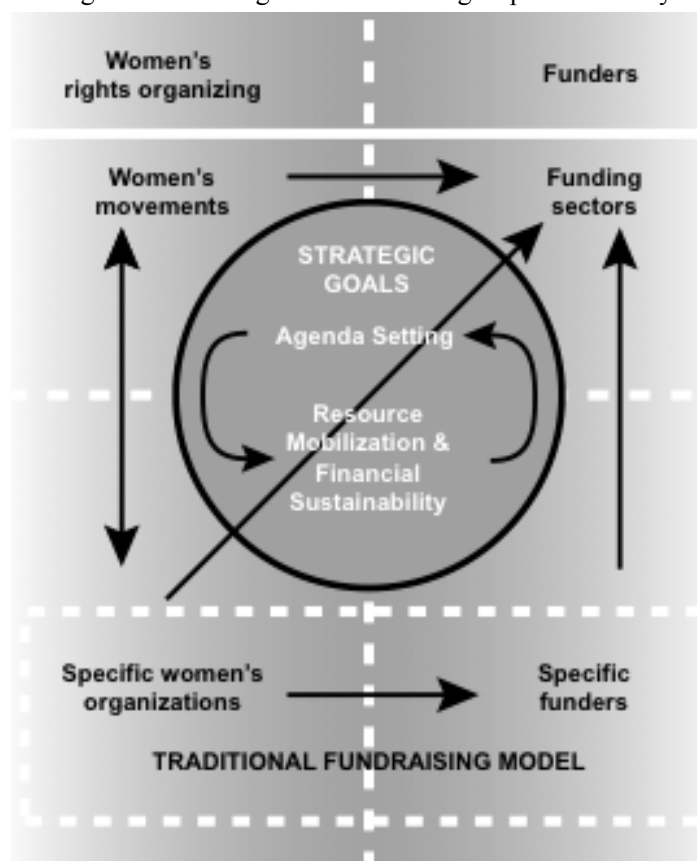 Women's
rights organizing
Funders
Women's
movements
Funding
sectors
STRATEGIC
GOALS
Agenda Setting
Resource
Mobilization &
Financial
Sustainability
Specific women's
organizations
Specific
funders
TRADITIONAL FUNDRAISING MODEL